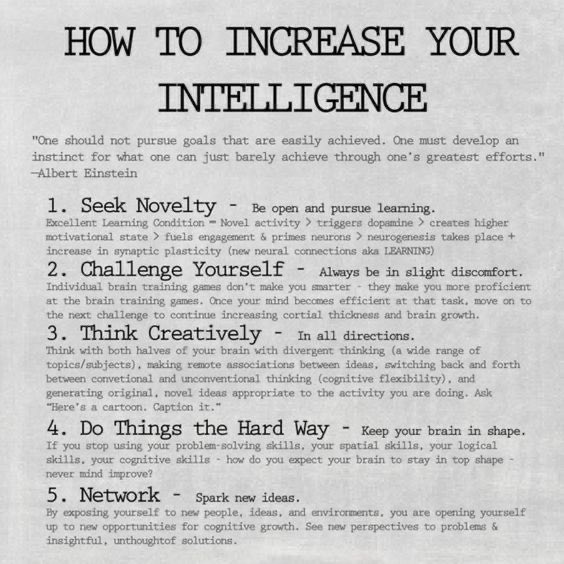 HOW TO INCREASE YOUR
INTELLIGENCE
"One should not pursue goals that are easily achieved. One must develop an
instinct for what one can just barely achieve through one's greatest efforts."
—Albert Einstein
1. Seek Novelty - Be open and pursue learning.
Excellent Learning Condition = Novel activity > triggers dopamine > creates higher
motivational state > fuels engagement & primes neurons > neurogenesis takes place +
increase in synaptic plasticity (new neural connections aka LEARNING)
2. Challenge Yourself - Always be in slight discomfort.
Individual brain training games don't make you smarter - they make you more proficient
at the brain training games. Once your mind becomes efficient at that task, move on to
the next challenge to continue increasing cortial thickness and brain growth.
3. Think Creatively - In all directions.
Think with both halves of your brain with divergent thinking (a wide range of
topics/subjects), making remote associations between ideas, switching back and forth
between convetional and unconventional thinking (cognitive flexibility), and
generating original, novel ideas appropriate to the activity you are doing. Ask
"Here's a cartoon. Caption it."
4. Do Things the Hard Way - Keep your brain in shape.
If you stop using your problem-solving skills, your spatial skills, your logical
skills, your cognitive skills - how do you expect your brain to stay in top shape -
never mind improve?
5. Network - Spark new ideas.
By exposing yourself to new people, ideas, and environments, you are opening yourself
up to new opportunities for cognitive growth. See new perspectives to problems &
insightful, unthoughtof solutions.